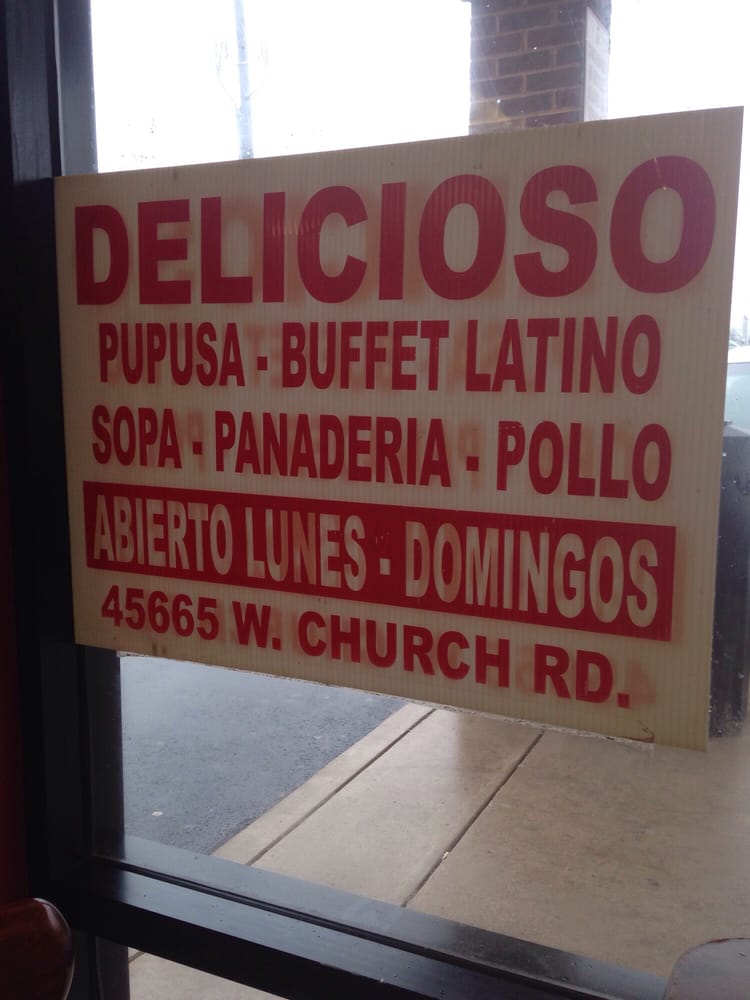 DELICIOSO
PUPUSA - BUFFET LATINO
SOPA - PANADERIA - POLLO
ABIERTO LUNES - DOMINGOS
45665 W. CHURCH RD.